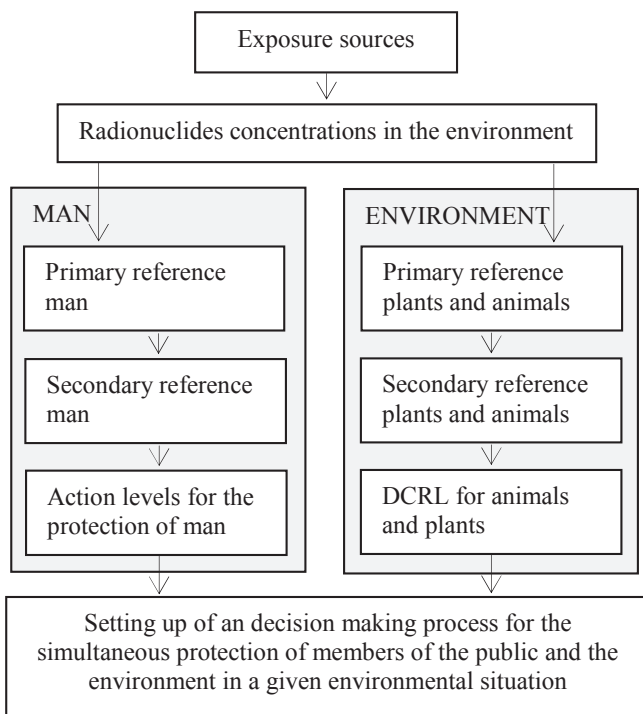 Exposure sources
Radionuclides concentrations in the environment
MAN
Primary reference
man
Secondary reference
man
Action levels for the
protection of man
ENVIRONMENT
Primary reference
plants and animals
Secondary reference
plants and animals
DCRL for animals
and plants
Setting up of an decision making process for the
simultaneous protection of members of the public and the
environment in a given environmental situation